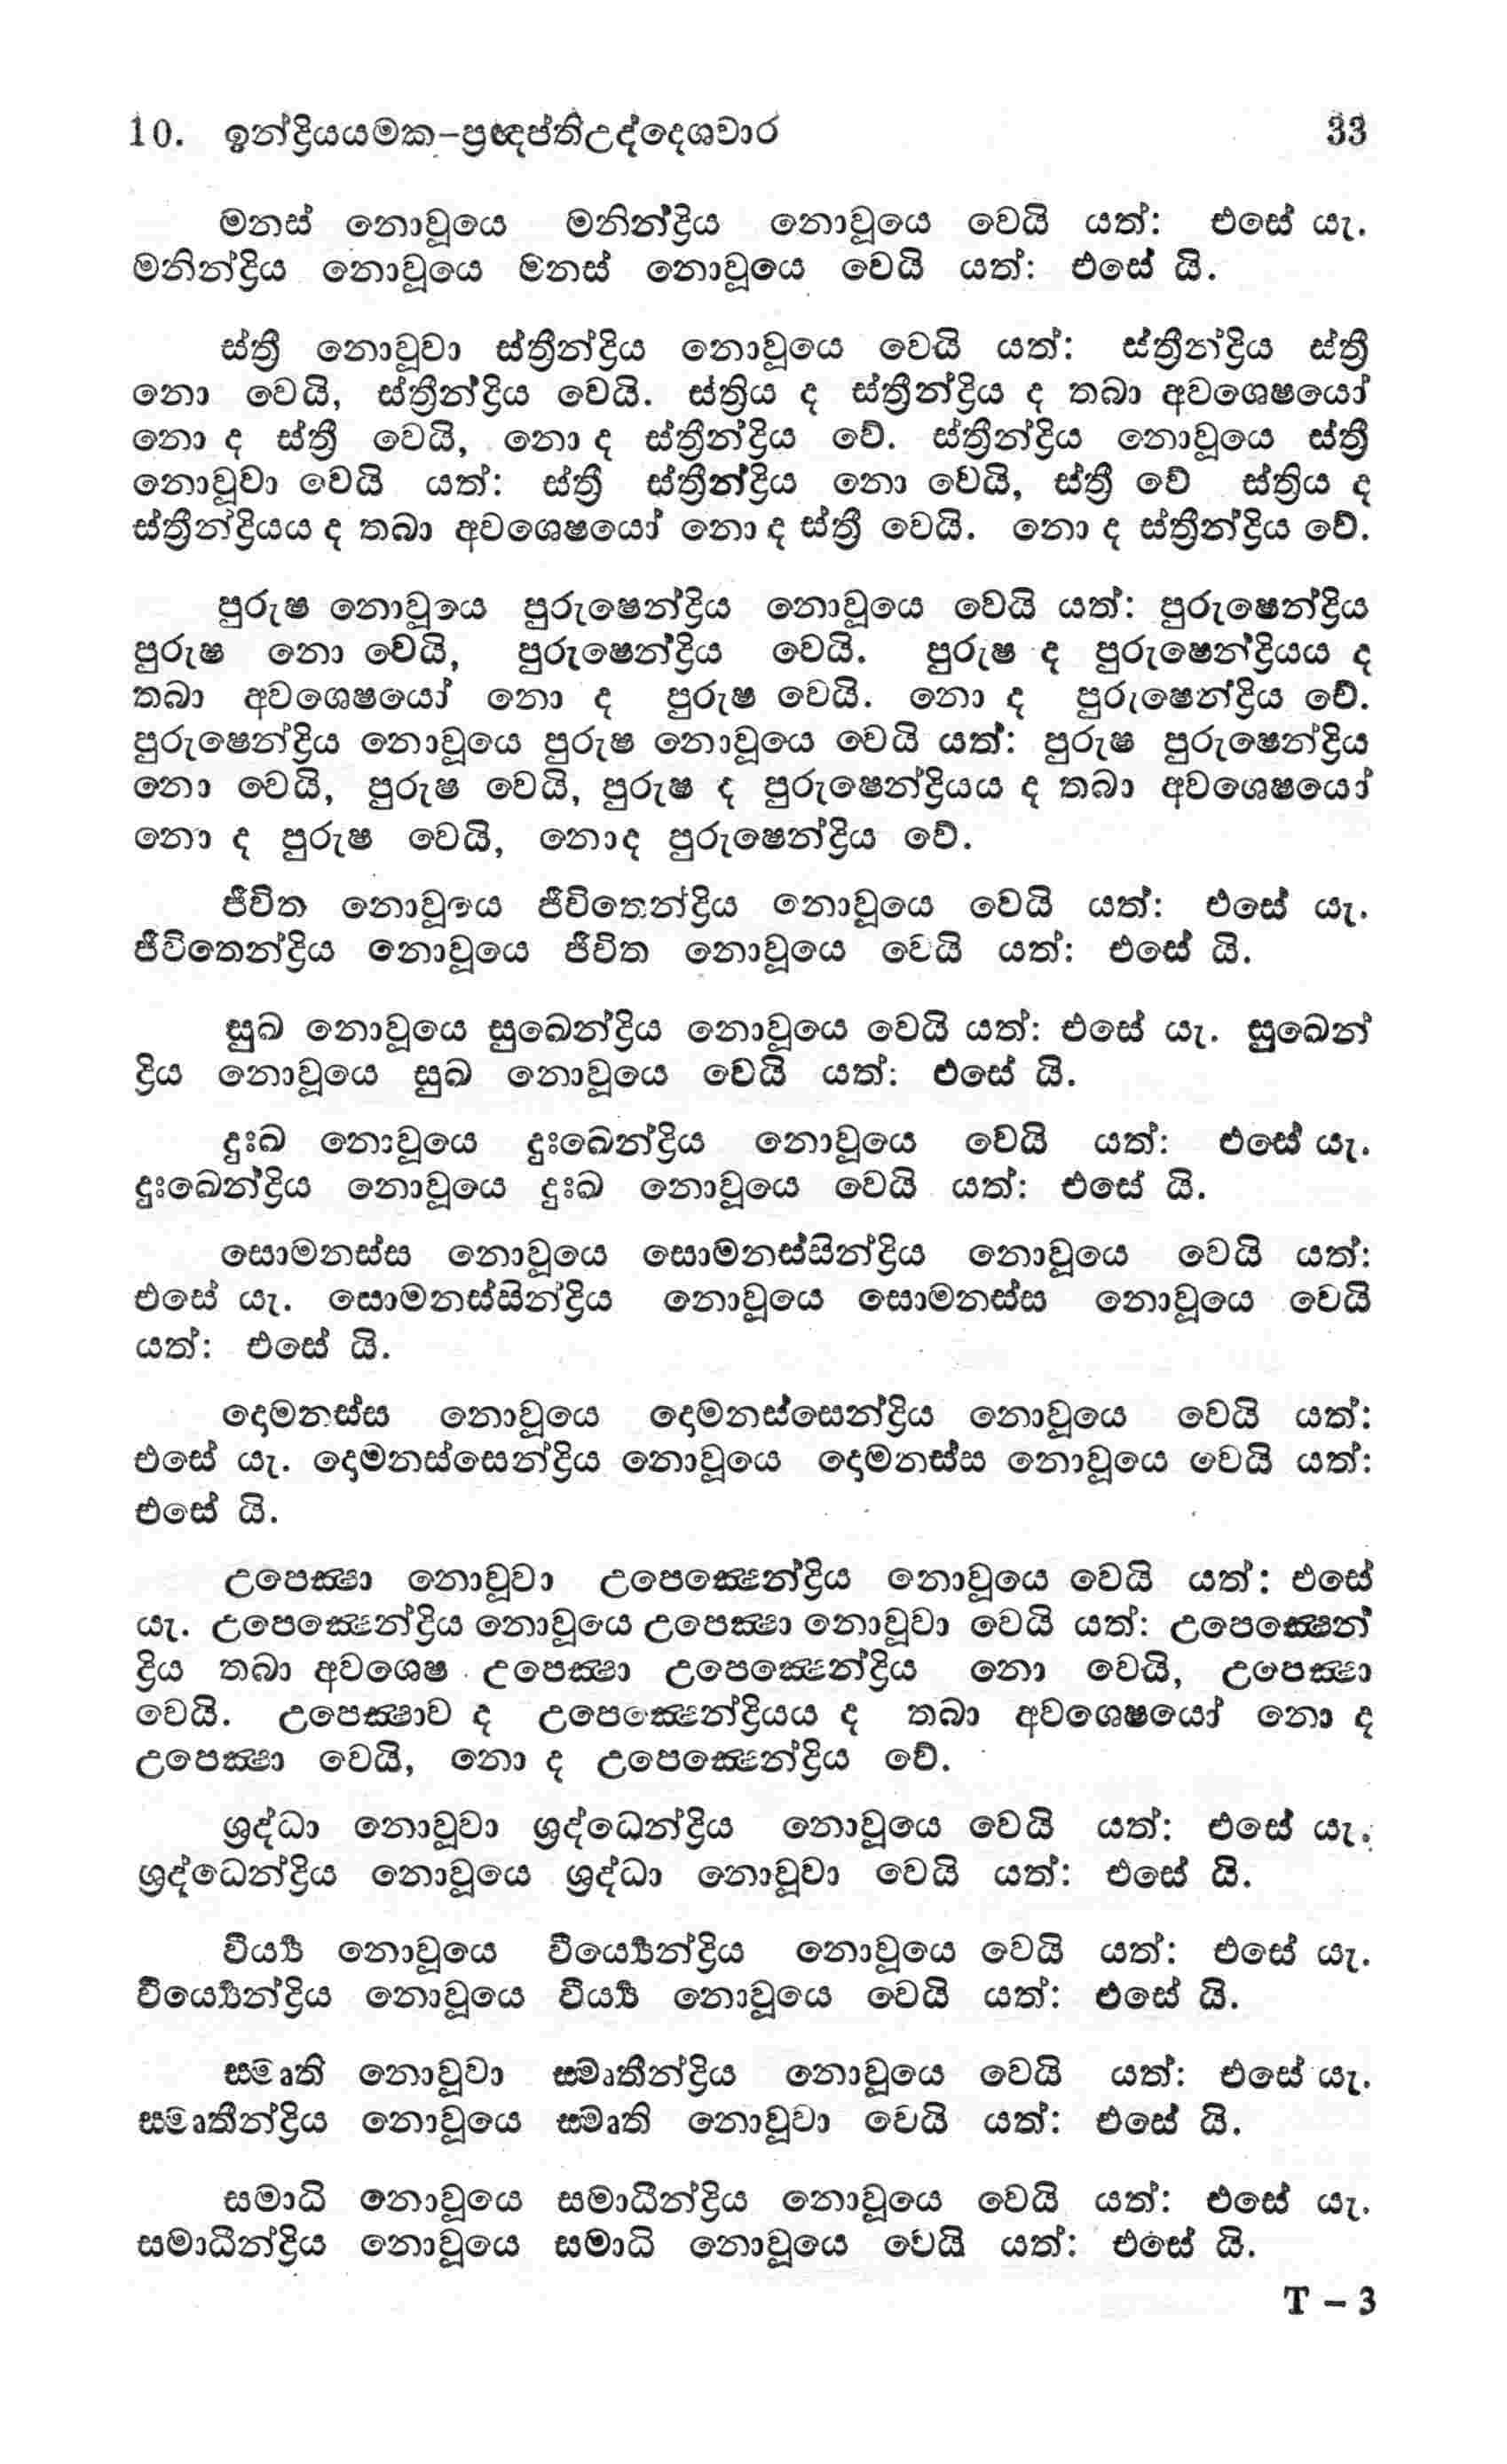 10. ඉන්ද්‍රියයමක-ප්‍රඥප්තිඋද්දෙශවාර 33
මනස් නොවූයෙ මනින්ද්‍රිය නොවූයෙ වෙයි යත්: එසේ යැ.
මනින්ද්‍රිය නොවූයෙ මනස් නොවූයෙ වෙයි යත්: එසේ යි.
ස්ත්‍රී නොවූවා ස්ත්‍රීන්ද්‍රිය නොවූයෙ වෙයි යත්: ස්ත්‍රීන්ද්‍රිය ස්ත්‍රී
නො වෙයි, ස්ත්‍රීන්ද්‍රිය වෙයි. ස්ත්‍රිය ද ස්ත්‍රීන්ද්‍රිය ද තබා අවශෙෂයෝ
නො ද ස්ත්‍රී වෙයි, නො ද ස්ත්‍රීන්ද්‍රිය වේ. ස්ත්‍රීන්ද්‍රිය නොවූයෙ ස්ත්‍රී
නොවූවා වෙයි යත්: ස්ත්‍රී ස්ත්‍රීන්ද්‍රිය නො වෙයි, ස්ත්‍රී වේ ස්ත්‍රිය ද
ස්ත්‍රීන්ද්‍රියය ද තබා අවශෙෂයෝ නො ද ස්ත්‍රී වෙයි. නො ද ස්ත්‍රීන්ද්‍රිය වේ.
පුරුෂ නොවූයෙ පුරුෂෙන්ද්‍රිය නොවූයෙ වෙයි යත්: පුරුෂෙන්ද්‍රිය
පුරුෂ නො වෙයි, පුරුෂෙන්ද්‍රිය වෙයි. පුරුෂ ද පුරුෂෙන්ද්‍රියය ද
තබා අවශෙෂයෝ නො ද පුරුෂ වෙයි. නො ද පුරුෂෙන්ද්‍රිය වේ.
පුරුෂෙන්ද්‍රිය නොවූයෙ පුරුෂ නොවූයෙ වෙයි යත්: පුරුෂ පුරුෂෙන්ද්‍රිය
නො වෙයි, පුරුෂ වෙයි, පුරුෂ ද පුරුෂෙන්ද්‍රියය ද තබා අවශෙෂයෝ
නො ද පුරුෂ වෙයි, නොද පුරුෂෙන්ද්‍රිය වේ.
ජීවිත නොවූයෙ ජීවිතෙන්ද්‍රිය නොවූයෙ වෙයි යත්: එසේ යැ.
ජීවිතෙන්ද්‍රිය නොවූයෙ ජීවිත නොවූයෙ වෙයි යත්: එසේ යි.
සුඛ නොවූයෙ සුඛෙන්ද්‍රිය නොවූයෙ වෙයි යත්: එසේ යැ. සුඛෙන්
ද්‍රිය නොවූයෙ සුඛ නොවූයෙ වෙයි යත්: එසේ යි.
දුඃඛ නොවූයෙ දුඃඛෙන්ද්‍රිය නොවූයෙ වෙයි යත්: එසේ යැ.
දුඃඛෙන්ද්‍රිය නොවූයෙ දුඃඛ නොවූයෙ වෙයි යත්: එසේ යි.
සොමනස්ස නොවූයෙ සොමනස්සින්ද්‍රිය නොවූයෙ වෙයි යත්:
එසේ යැ. සොමනස්සින්ද්‍රිය නොවූයෙ සොමනස්ස නොවූයෙ වෙයි
යත්: එසේ යි.
දොමනස්ස නොවූයෙ දොමනස්සෙන්ද්‍රිය නොවූයෙ වෙයි යත්:
එසේ යැ. දොමනස්සෙන්ද්‍රිය නොවූයෙ දොමනස්ස නොවූයෙ වෙයි යත්:
එසේ යි.
උපෙක්‍ෂා නොවූවා උපෙක්‍ෂෙන්ද්‍රිය නොවූයෙ වෙයි යත්: එසේ
යැ. උපෙක්‍ෂෙන්ද්‍රිය නොවූයෙ උපෙක්‍ෂා නොවූවා වෙයි යත්: උපෙක්‍ෂෙන්
ද්‍රිය තබා අවශෙෂ උපෙක්‍ෂා උපෙක්‍ෂෙන්ද්‍රිය නො වෙයි, උපෙක්‍ෂා
වෙයි. උපෙක්‍ෂාව ද උපෙක්‍ෂෙන්ද්‍රියය ද තබා අවශෙෂයෝ නො ද
උපෙක්‍ෂා වෙයි, නො ද උපෙක්‍ෂෙන්ද්‍රිය වේ.
ශ්‍රද්ධා නොවූවා ශ්‍රද්ධෙන්ද්‍රිය නොවූයෙ වෙයි යත්: එසේ යැ.
ශ්‍රද්ධෙන්ද්‍රිය නොවූයෙ ශ්‍රද්ධා නොවූවා වෙයි යත්: එසේ යි.
වීර්‍ය්‍ය නොවූයෙ වීර්‍ය්‍යෙන්ද්‍රිය නොවූයෙ වෙයි යත්: එසේ යැ.
වීර්‍ය්‍යෙන්ද්‍රිය නොවූයෙ වීර්‍ය්‍ය නොවූයෙ වෙයි යත්: එසේ යි.
ස්මෘති නොවූවා ස්මෘතීන්ද්‍රිය නොවූයෙ වෙයි යත්: එසේ යැ.
ස්මෘතීන්ද්‍රිය නොවූයෙ ස්මෘති නොවූවා වෙයි යත්: එසේ යි.
සමාධි නොවූයෙ සමාධීන්ද්‍රිය නොවූයෙ වෙයි යත්: එසේ යැ.
සමාධීන්ද්‍රිය නොවූයෙ සමාධි නොවූයෙ වෙයි යත්: එසේ යි.
T – 3